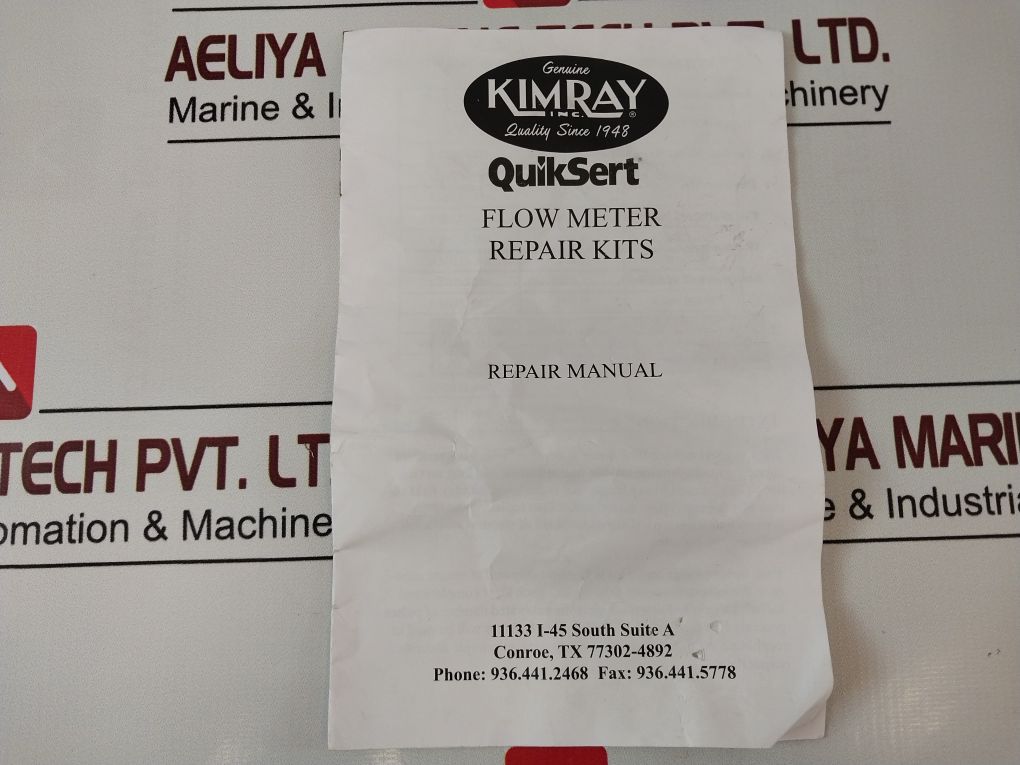 AELIYA
LTD.
Marine &
chinery
Genuine
KIMRAY
INC. ®
Quality Since 1948
QuikSert
FLOW METER
REPAIR KITS
REPAIR MANUAL
TECH PVT. LT
YA MARI
omation & Machine
e & Industria
11133 I-45 South Suite A
Conroe, TX 77302-4892
Phone: 936.441.2468 Fax: 936.441.5778